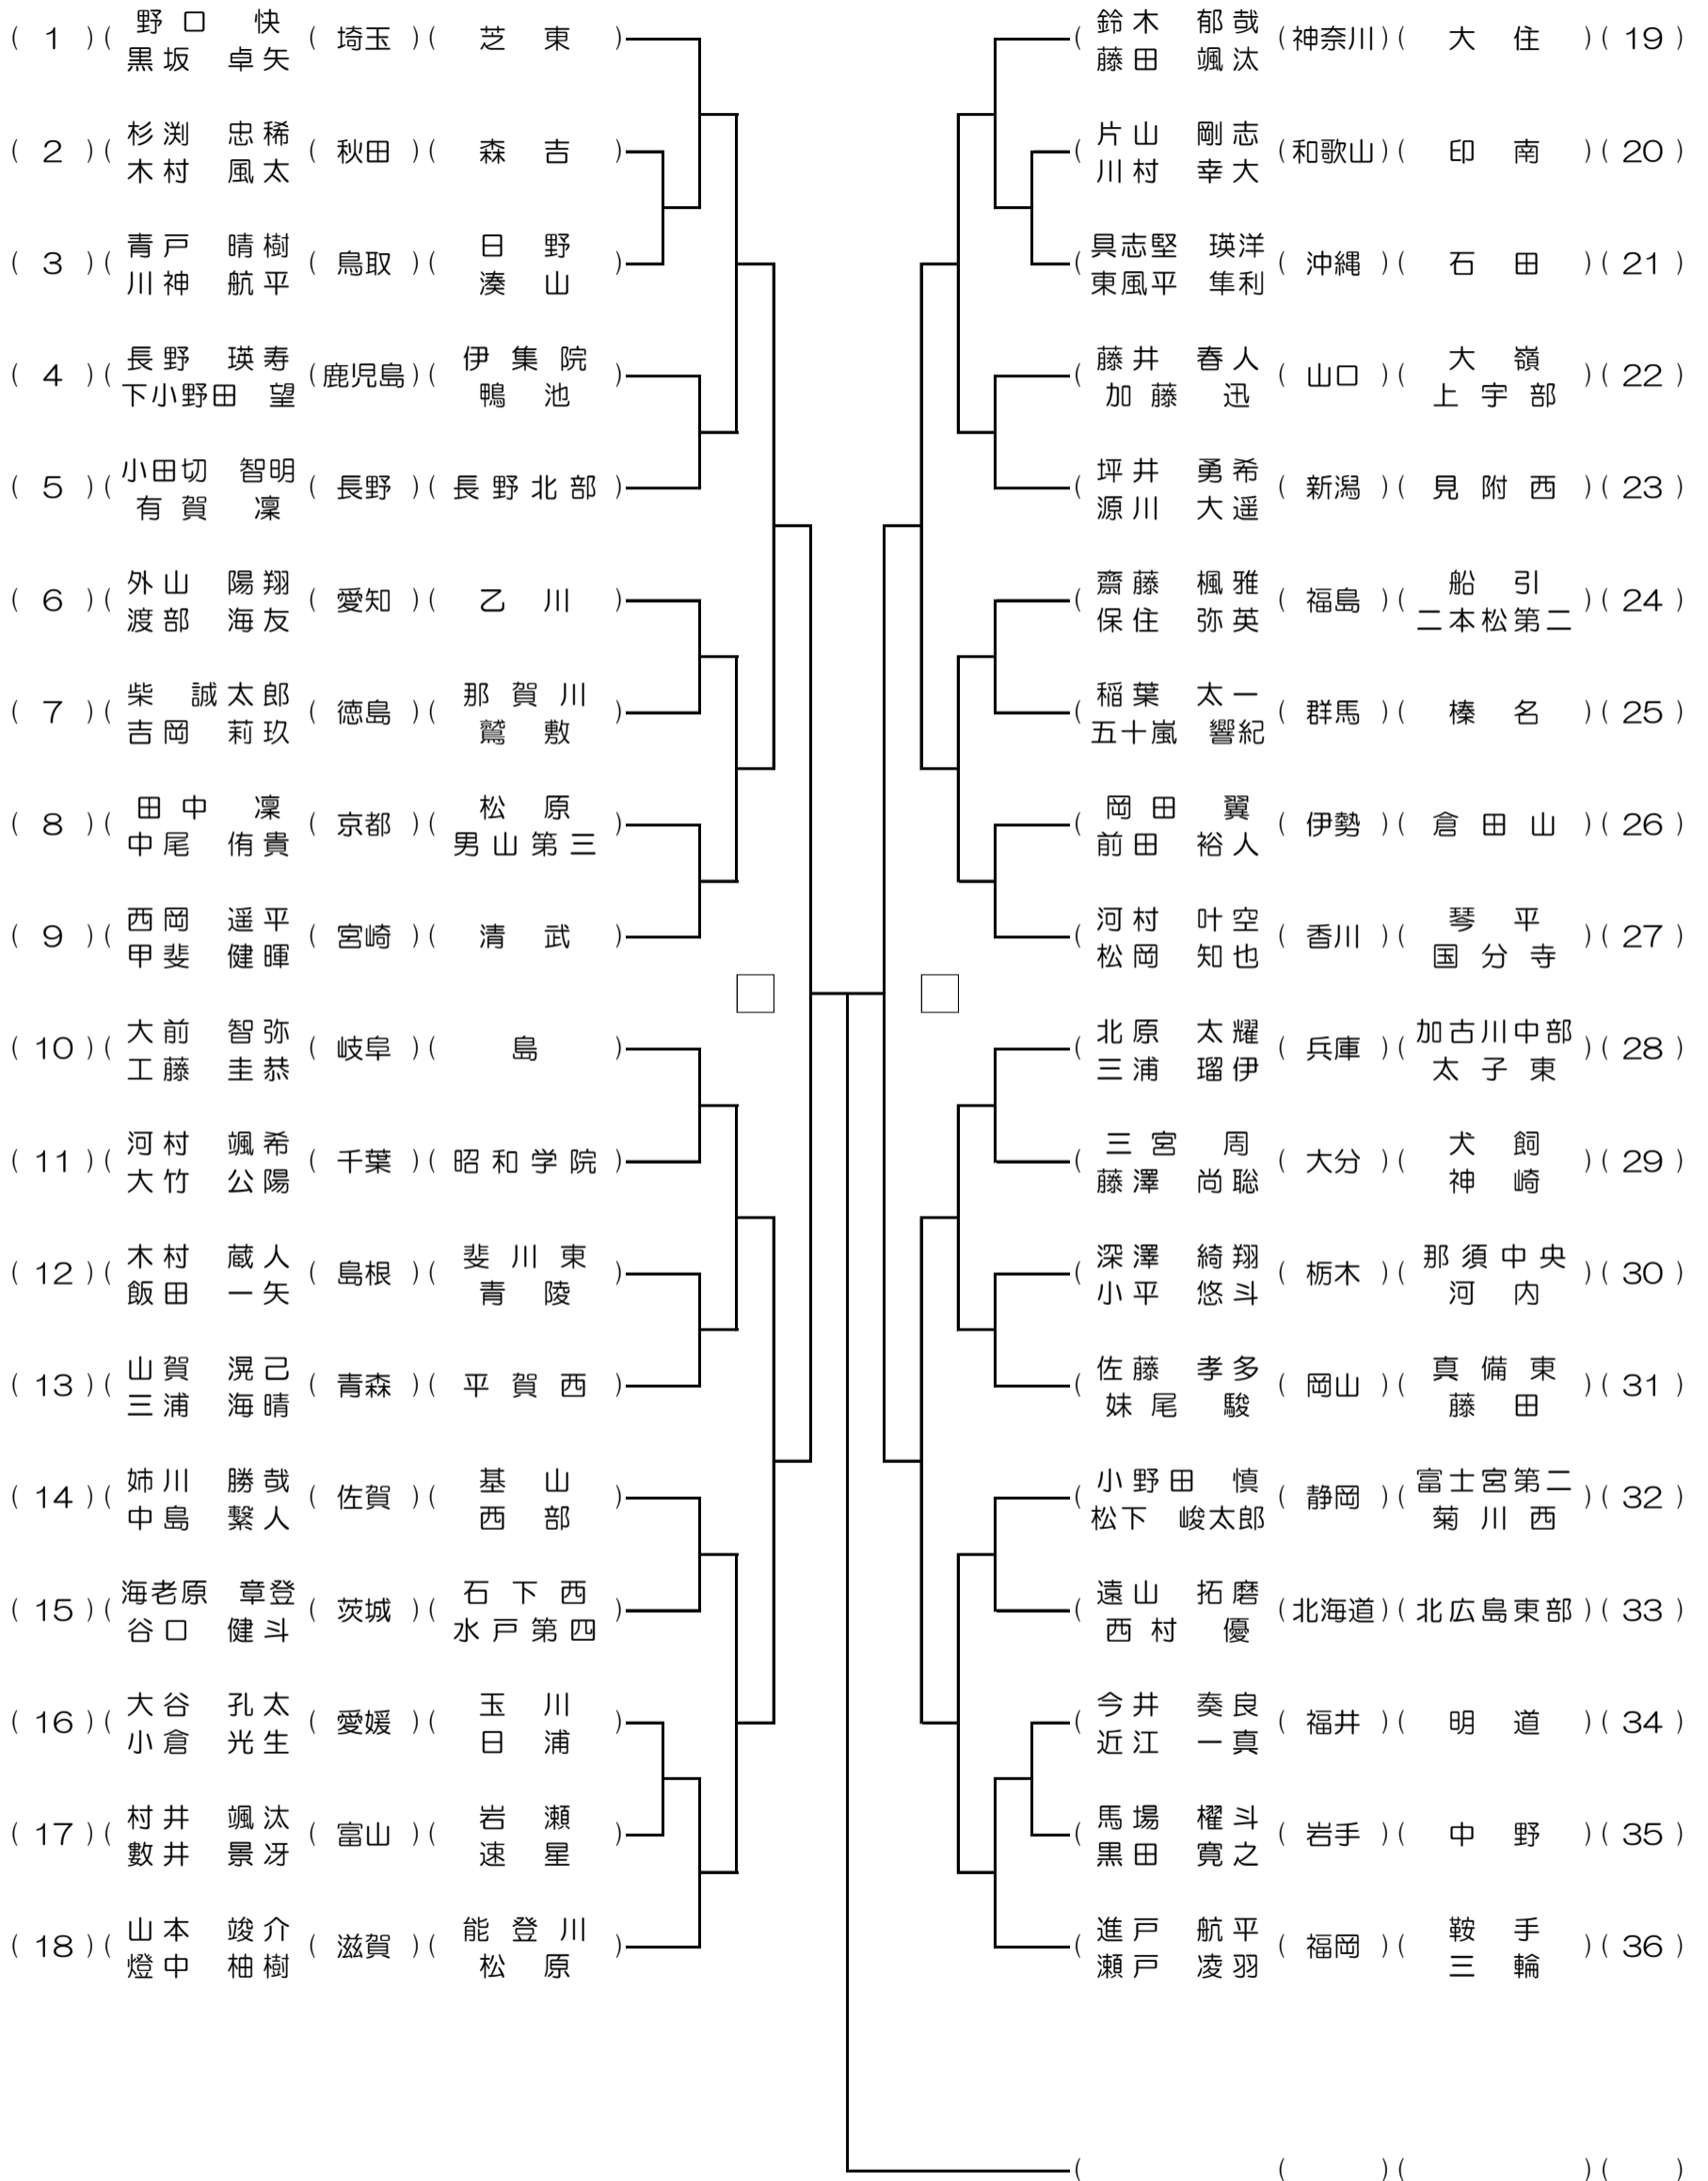 ( 1 ) ( 野口 快 黒坂 卓矢 ( 埼玉 ) ( 芝東 )
( 2 ) ( 杉渕 忠稀 木村 風太 ( 秋田 ) ( 森吉 )
( 3 ) ( 青戸 晴樹 川神 航平 ( 鳥取 ) ( 日野 湊山 )
( 4 ) ( 長野 瑛寿 下小野田 望 ( 鹿児島 ) ( 伊集院 鴨池 )
( 5 ) ( 小田切 智明 有賀 凜 ( 長野 ) ( 長野北部 )
( 6 ) ( 外山 陽翔 渡部 海友 ( 愛知 ) ( 乙川 )
( 7 ) ( 柴 誠太郎 吉岡 莉玖 ( 徳島 ) ( 那賀川 鷲敷 )
( 8 ) ( 田中 凜 中尾 侑貴 ( 京都 ) ( 松原 男山第三 )
( 9 ) ( 西岡 遥平 甲斐 健暉 ( 宮崎 ) ( 清武 )
( 10 ) ( 大前 智弥 工藤 圭恭 ( 岐阜 ) ( 島 )
( 11 ) ( 河村 颯希 大竹 公陽 ( 千葉 ) ( 昭和学院 )
( 12 ) ( 木村 蔵人 飯田 一矢 ( 島根 ) ( 斐川東 青陵 )
( 13 ) ( 山賀 滉己 三浦 海晴 ( 青森 ) ( 平賀西 )
( 14 ) ( 姉川 勝哉 中島 繋人 ( 佐賀 ) ( 基山 西部 )
( 15 ) ( 海老原 章登 谷口 健斗 ( 茨城 ) ( 石下西 水戸第四 )
( 16 ) ( 大谷 孔太 小倉 光生 ( 愛媛 ) ( 玉川 日浦 )
( 17 ) ( 村井 颯汰 數井 景冴 ( 富山 ) ( 岩瀬 速星 )
( 18 ) ( 山本 竣介 燈中 柚樹 ( 滋賀 ) ( 能登川 松原 )
( 鈴木 郁哉 藤田 颯汰 ( 神奈川 ) ( 大住 ) ( 19 )
( 片山 剛志 川村 幸大 ( 和歌山 ) ( 印南 ) ( 20 )
( 具志堅 瑛洋 東風平 隼利 ( 沖縄 ) ( 石田 ) ( 21 )
( 藤井 春人 加藤 迅 ( 山口 ) ( 大嶺 上宇部 ) ( 22 )
( 坪井 勇希 源川 大遥 ( 新潟 ) ( 見附西 ) ( 23 )
( 齋藤 楓雅 保住 弥英 ( 福島 ) ( 船引 二本松第二 ) ( 24 )
( 稲葉 太一 五十嵐 響紀 ( 群馬 ) ( 榛名 ) ( 25 )
( 岡田 翼 前田 裕人 ( 伊勢 ) ( 倉田山 ) ( 26 )
( 河村 叶空 松岡 知也 ( 香川 ) ( 琴平 国分寺 ) ( 27 )
( 北原 太耀 三浦 瑠伊 ( 兵庫 ) ( 加古川中部 太子東 ) ( 28 )
( 三宮 周 藤澤 尚聡 ( 大分 ) ( 犬飼 神崎 ) ( 29 )
( 深澤 綺翔 小平 悠斗 ( 栃木 ) ( 那須中央 河内 ) ( 30 )
( 佐藤 孝多 妹尾 駿 ( 岡山 ) ( 真備東 藤田 ) ( 31 )
( 小野田 慎 松下 峻太郎 ( 静岡 ) ( 富士宮第二 菊川西 ) ( 32 )
( 遠山 拓磨 西村 優 ( 北海道 ) ( 北広島東部 ) ( 33 )
( 今井 奏良 近江 一真 ( 福井 ) ( 明道 ) ( 34 )
( 馬場 櫂斗 黒田 寛之 ( 岩手 ) ( 中野 ) ( 35 )
( 進戸 航平 瀬戸 凌羽 ( 福岡 ) ( 鞍手 三輪 ) ( 36 )
( ( ) ( ) ( )